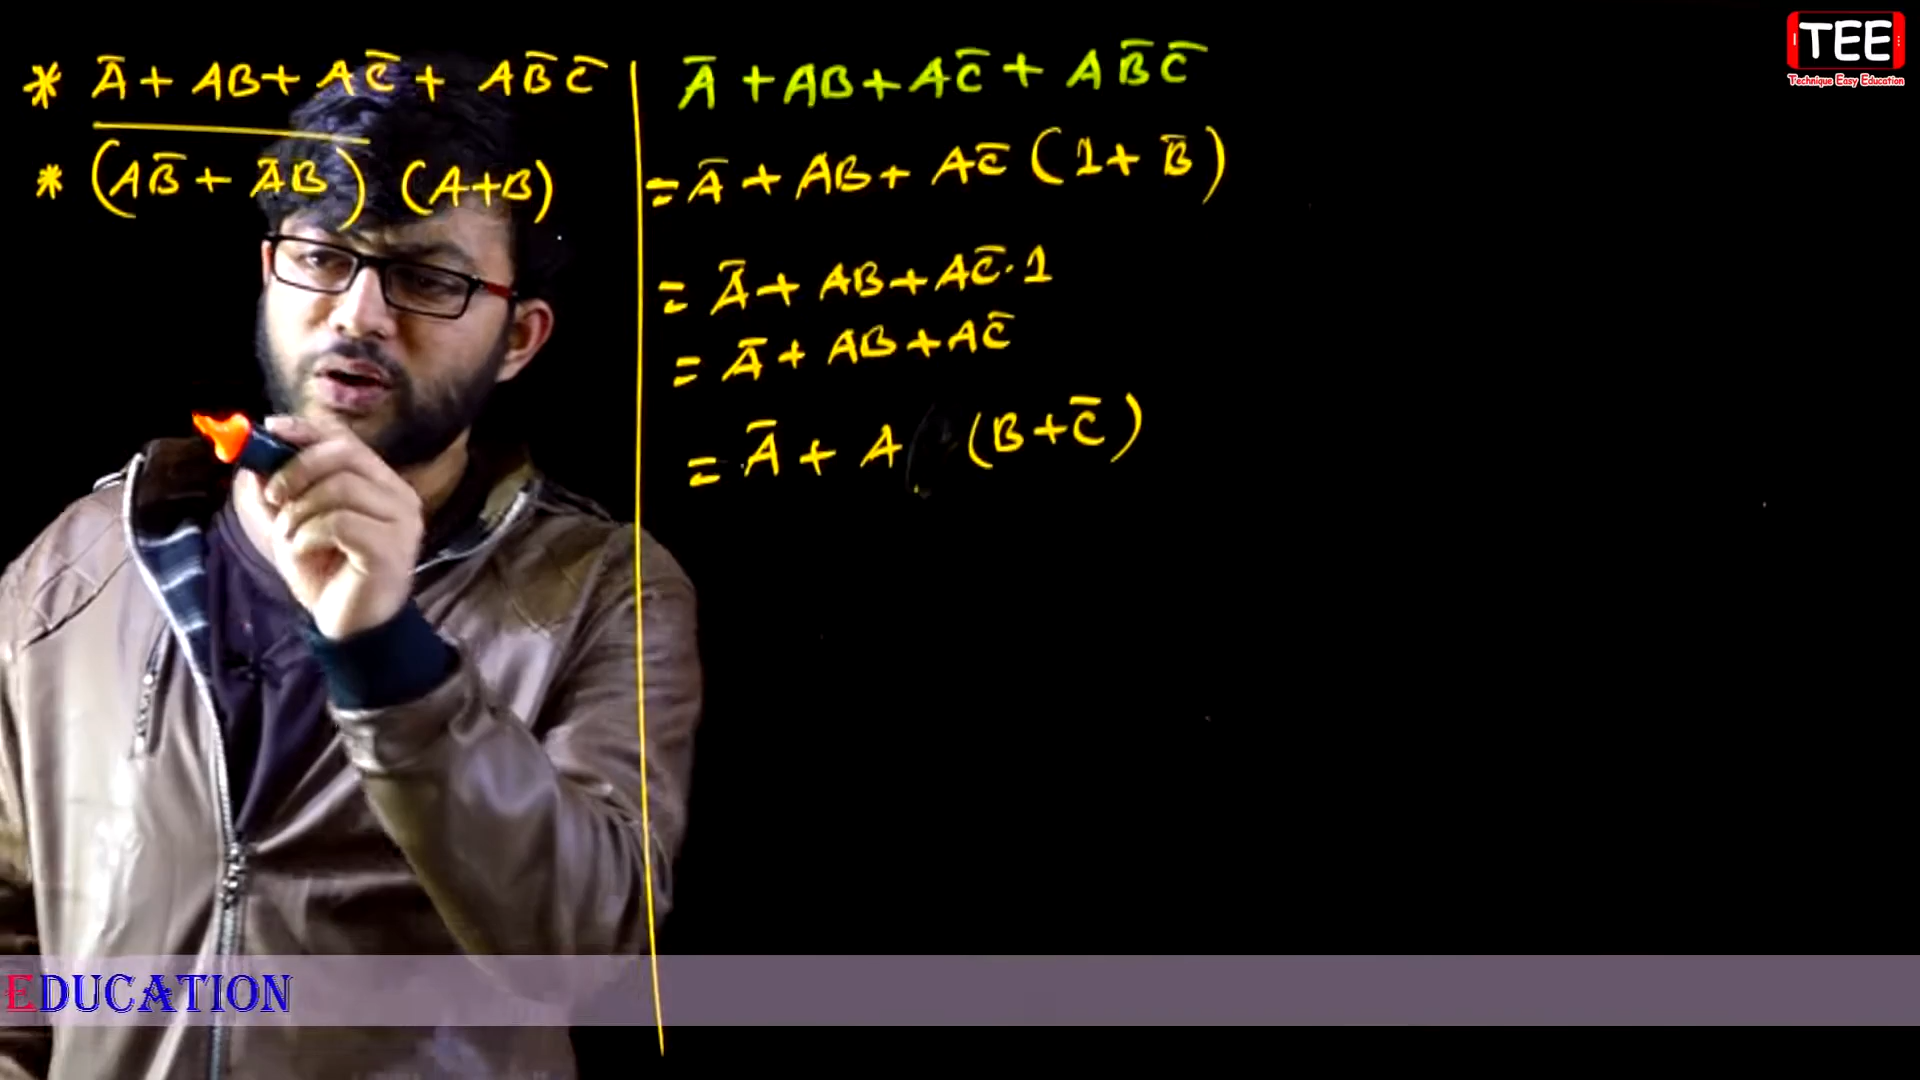 * Ā + AB + AC̄ + AB̄C̄
* \overline{(AB̄ + ĀB)} (A+B)
Ā + AB + AC̄ + AB̄C̄
= Ā + AB + AC̄ (1 + B̄)
= Ā + AB + AC̄·1
= Ā + AB + AC̄
= Ā + A (B + C̄)
TEE
Technique Easy Education
EDUCATION